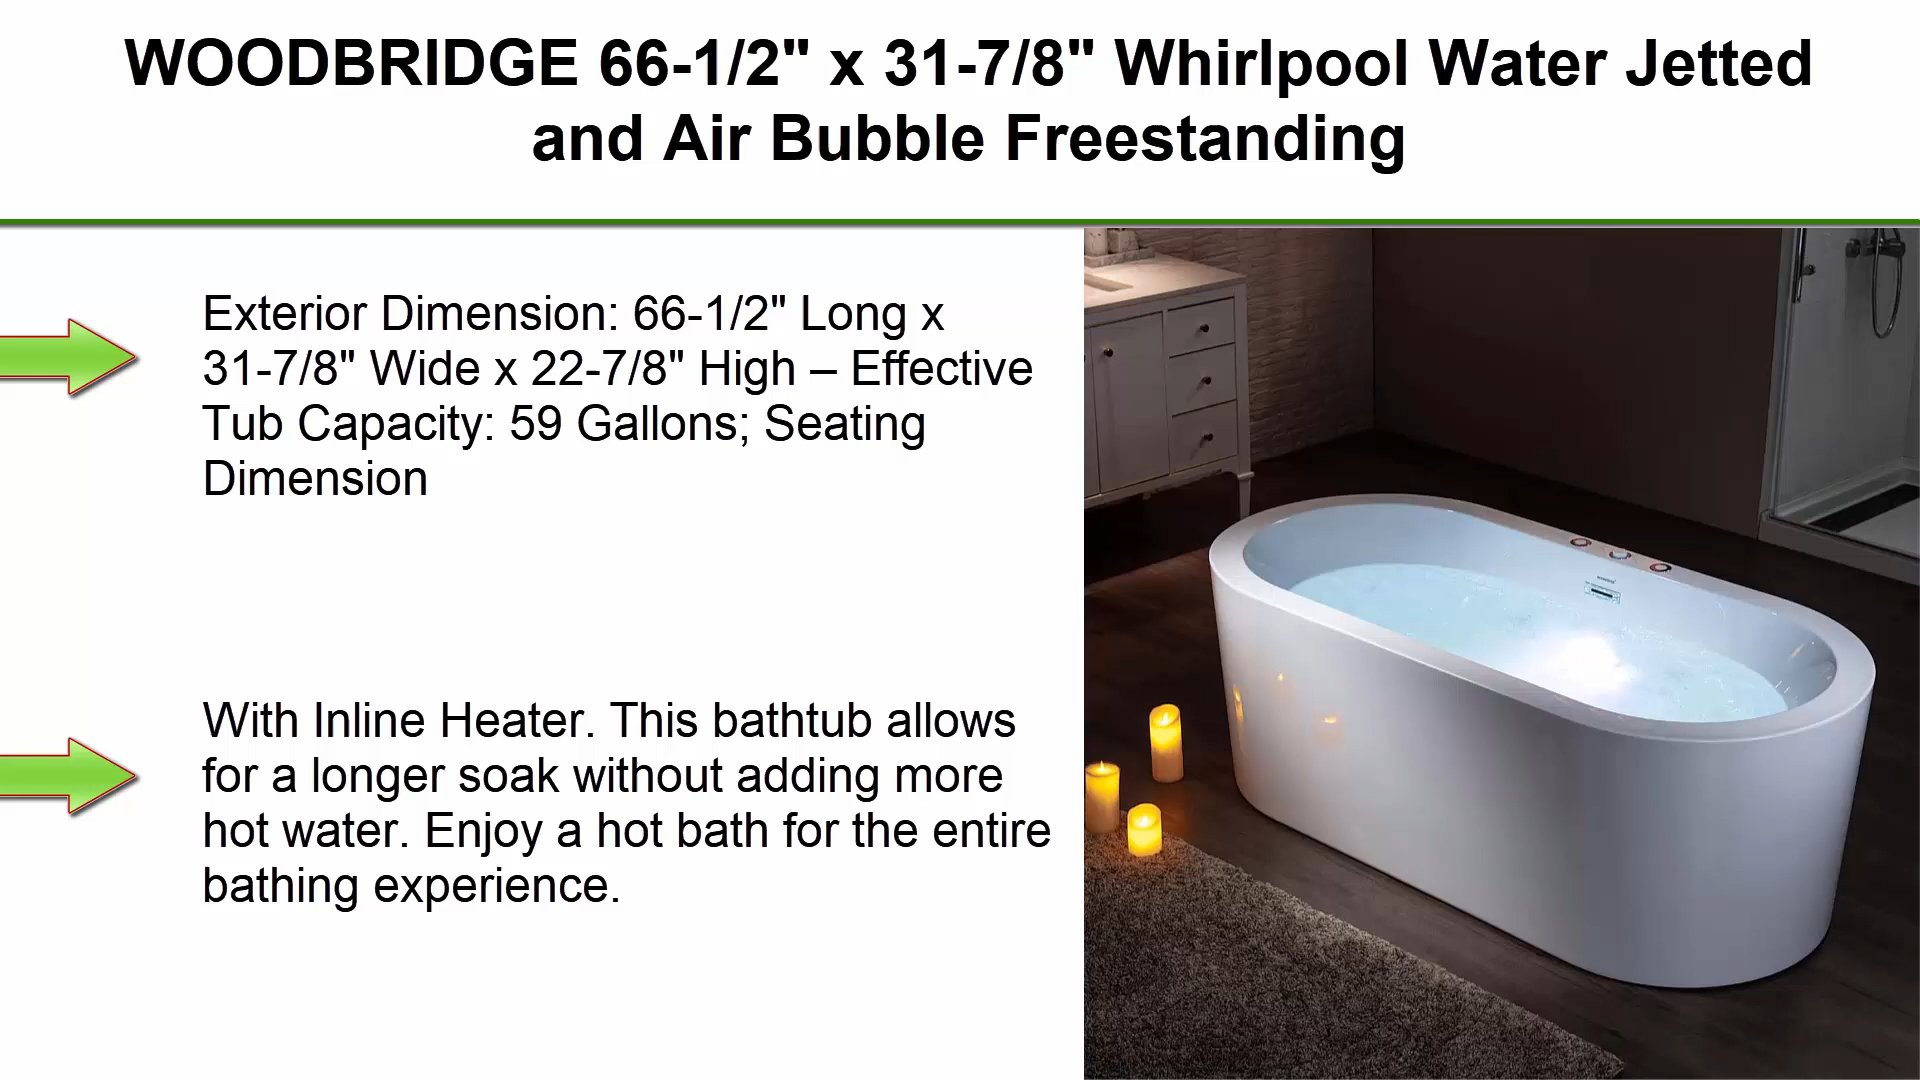 WOODBRIDGE 66-1/2" x 31-7/8" Whirlpool Water Jetted
and Air Bubble Freestanding
Exterior Dimension: 66-1/2" Long x
31-7/8" Wide x 22-7/8" High – Effective
Tub Capacity: 59 Gallons; Seating
Dimension
With Inline Heater. This bathtub allows
for a longer soak without adding more
hot water. Enjoy a hot bath for the entire
bathing experience.